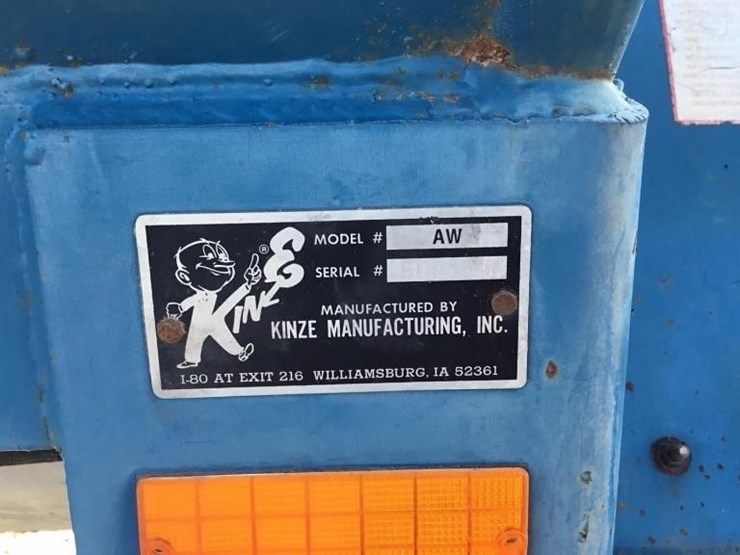 MODEL # AW
SERIAL #
KINZE ®
MANUFACTURED BY
KINZE MANUFACTURING, INC.
I-80 AT EXIT 216 WILLIAMSBURG, IA 52361